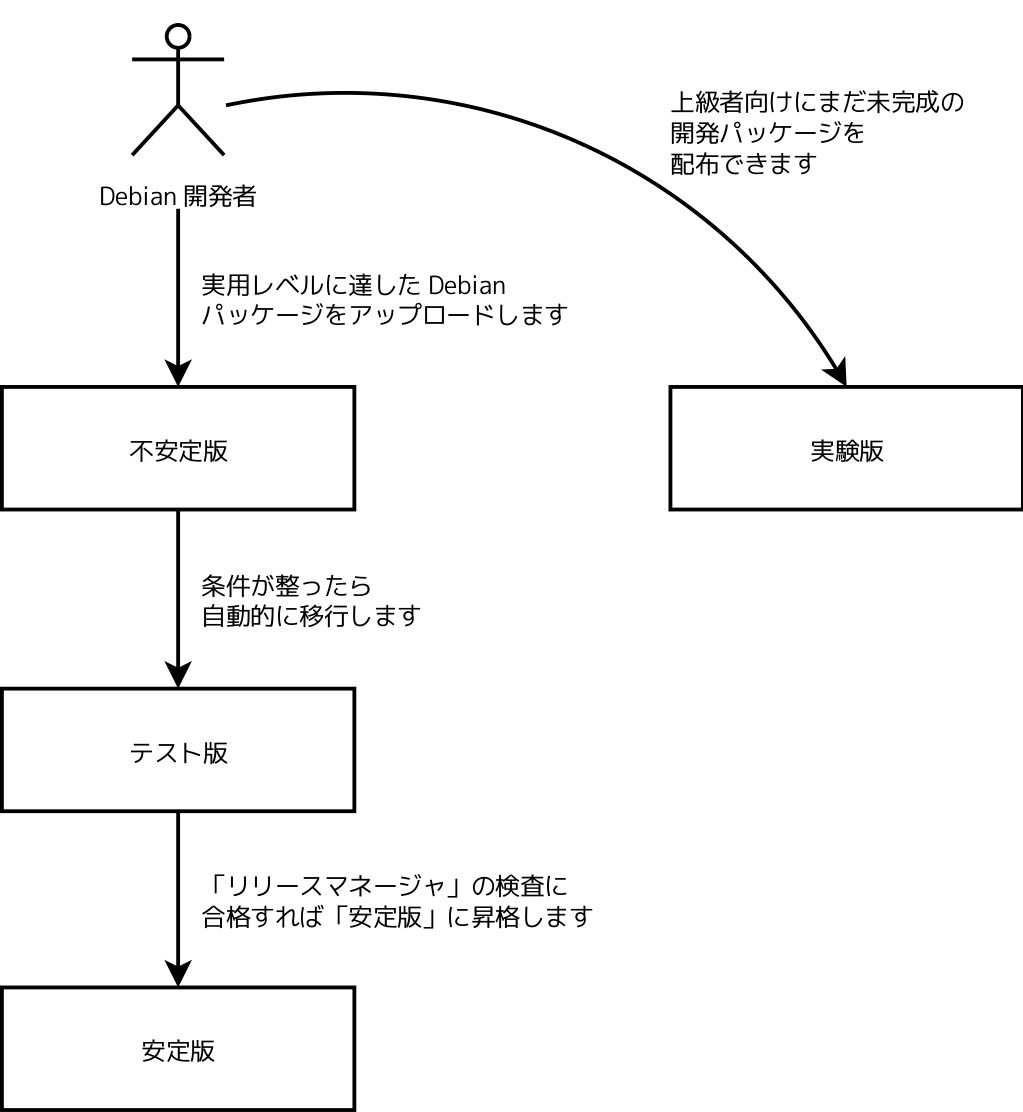 上級者向けにまだ未完成の
開発パッケージを
配布できます
Debian 開発者
実用レベルに達した Debian
パッケージをアップロードします
不安定版
実験版
条件が整ったら
自動的に移行します
テスト版
「リリースマネージャ」の検査に
合格すれば「安定版」に昇格します
安定版